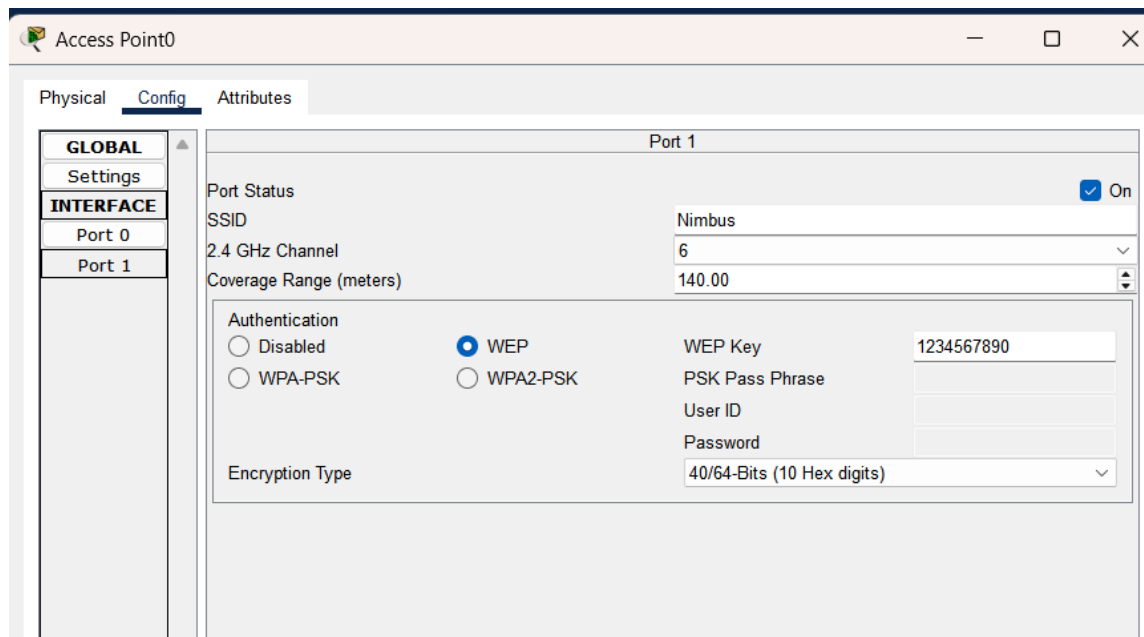 Access Point0
Physical Config Attributes
GLOBAL
Settings
INTERFACE
Port 0
Port 1
Port 1
Port Status On
SSID Nimbus
2.4 GHz Channel 6
Coverage Range (meters) 140.00
Authentication
Disabled WEP WEP Key 1234567890
WPA-PSK WPA2-PSK PSK Pass Phrase
User ID
Password
Encryption Type 40/64-Bits (10 Hex digits)